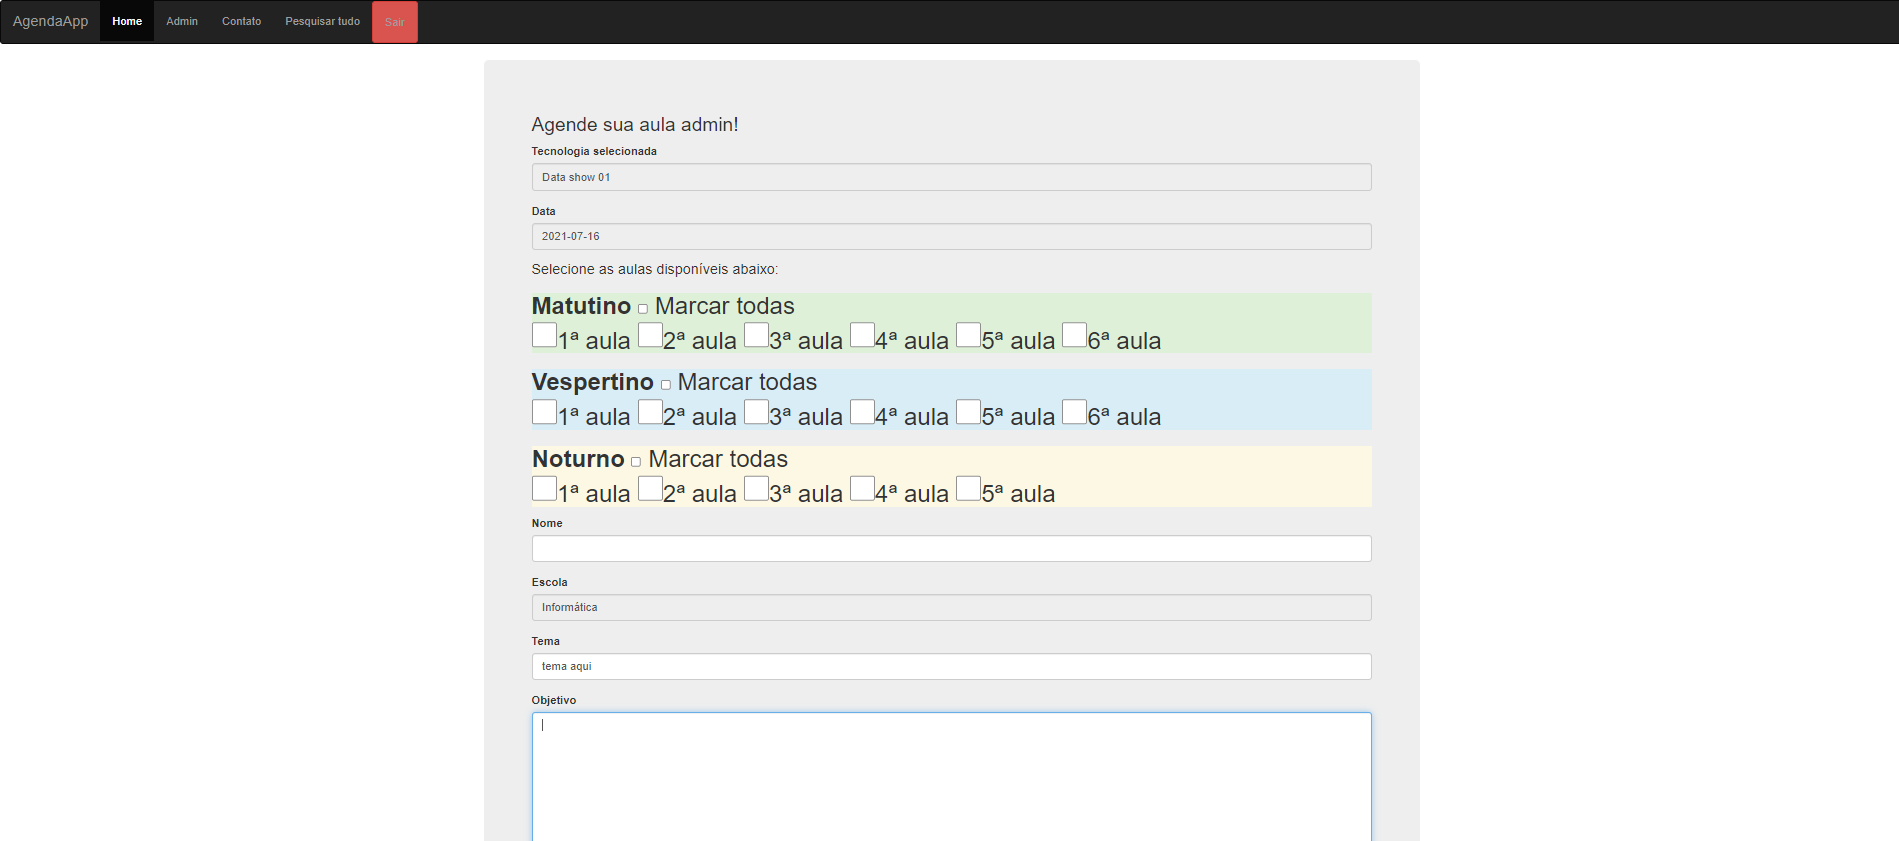 AgendaApp Home Admin Contato Pesquisar tudo Sair
Agende sua aula admin!
Tecnologia selecionada
Data show 01
Data
2021-07-16
Selecione as aulas disponíveis abaixo:
Matutino Marcar todas
1ª aula 2ª aula 3ª aula 4ª aula 5ª aula 6ª aula
Vespertino Marcar todas
1ª aula 2ª aula 3ª aula 4ª aula 5ª aula 6ª aula
Noturno Marcar todas
1ª aula 2ª aula 3ª aula 4ª aula 5ª aula
Nome
Escola
Informática
Tema
tema aqui
Objetivo